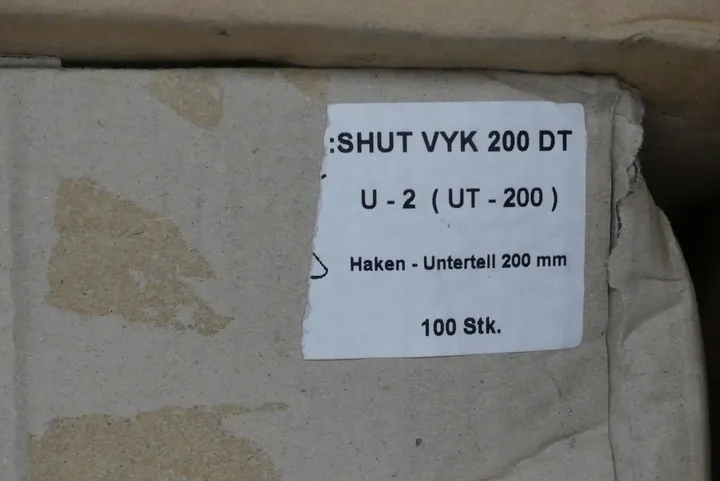 :SHUT VYK 200 DT
U - 2 ( UT - 200 )
Haken - Unterteil 200 mm
100 Stk.